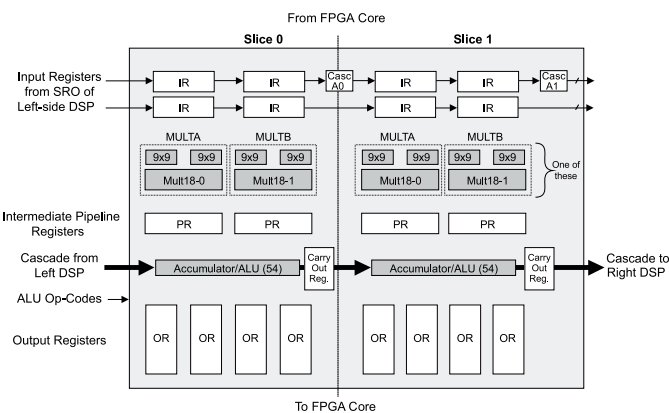 From FPGA Core
Slice 0
Slice 1
Input Registers
from SRO of
Left-side DSP
IR
IR
Casc
A0
IR
IR
Casc
A1
IR
IR
IR
IR
MULTA
MULTB
MULTA
MULTB
9x9
9x9
9x9
9x9
9x9
9x9
9x9
9x9
Mult18-0
Mult18-1
Mult18-0
Mult18-1
One of
these
Intermediate Pipeline
Registers
PR
PR
PR
PR
Cascade from
Left DSP
Accumulator/ALU (54)
Carry
Out
Reg.
Accumulator/ALU (54)
Carry
Out
Reg.
Cascade to
Right DSP
ALU Op-Codes
Output Registers
OR
OR
OR
OR
OR
OR
OR
OR
To FPGA Core